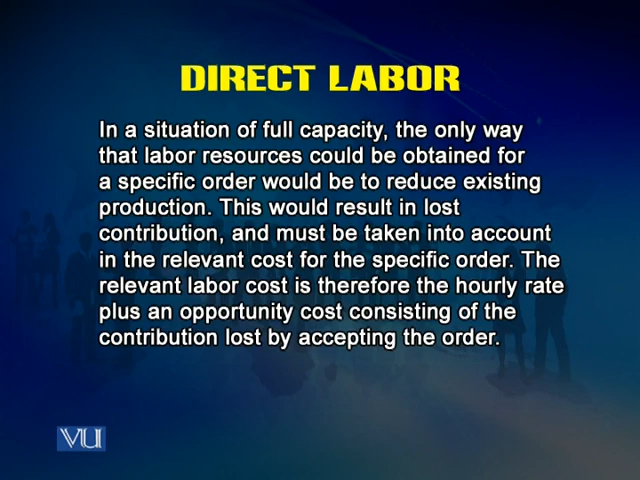 DIRECT LABOR
In a situation of full capacity, the only way
that labor resources could be obtained for
a specific order would be to reduce existing
production. This would result in lost
contribution, and must be taken into account
in the relevant cost for the specific order. The
relevant labor cost is therefore the hourly rate
plus an opportunity cost consisting of the
contribution lost by accepting the order.
VU